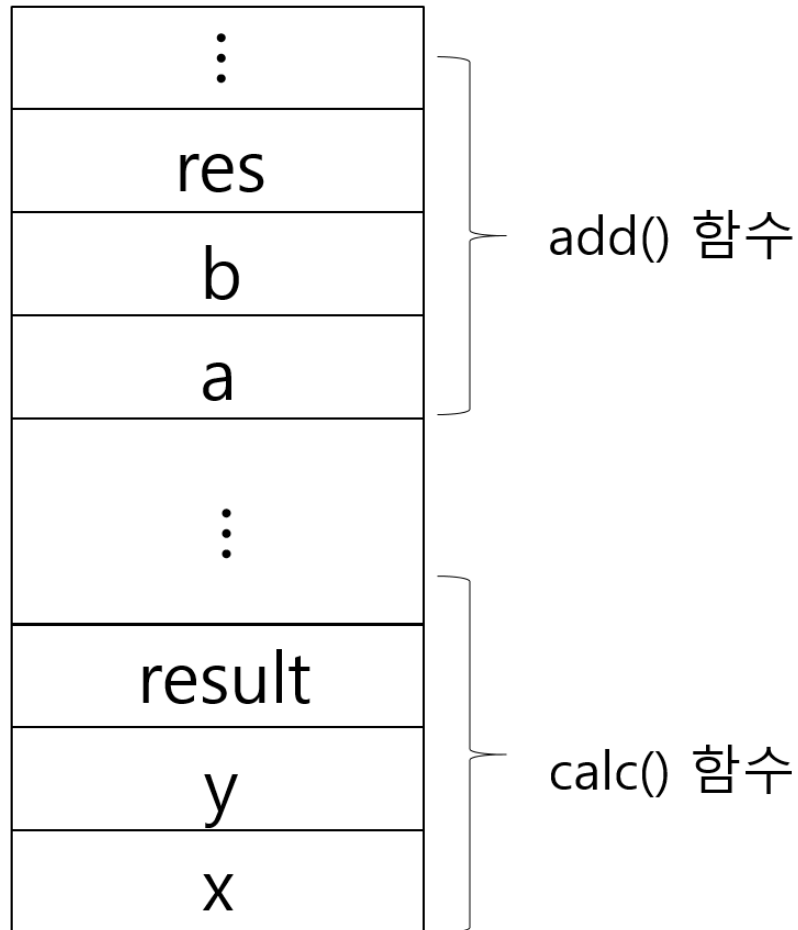 ⋮
res
b
add() 함수
a
⋮
result
y
calc() 함수
x